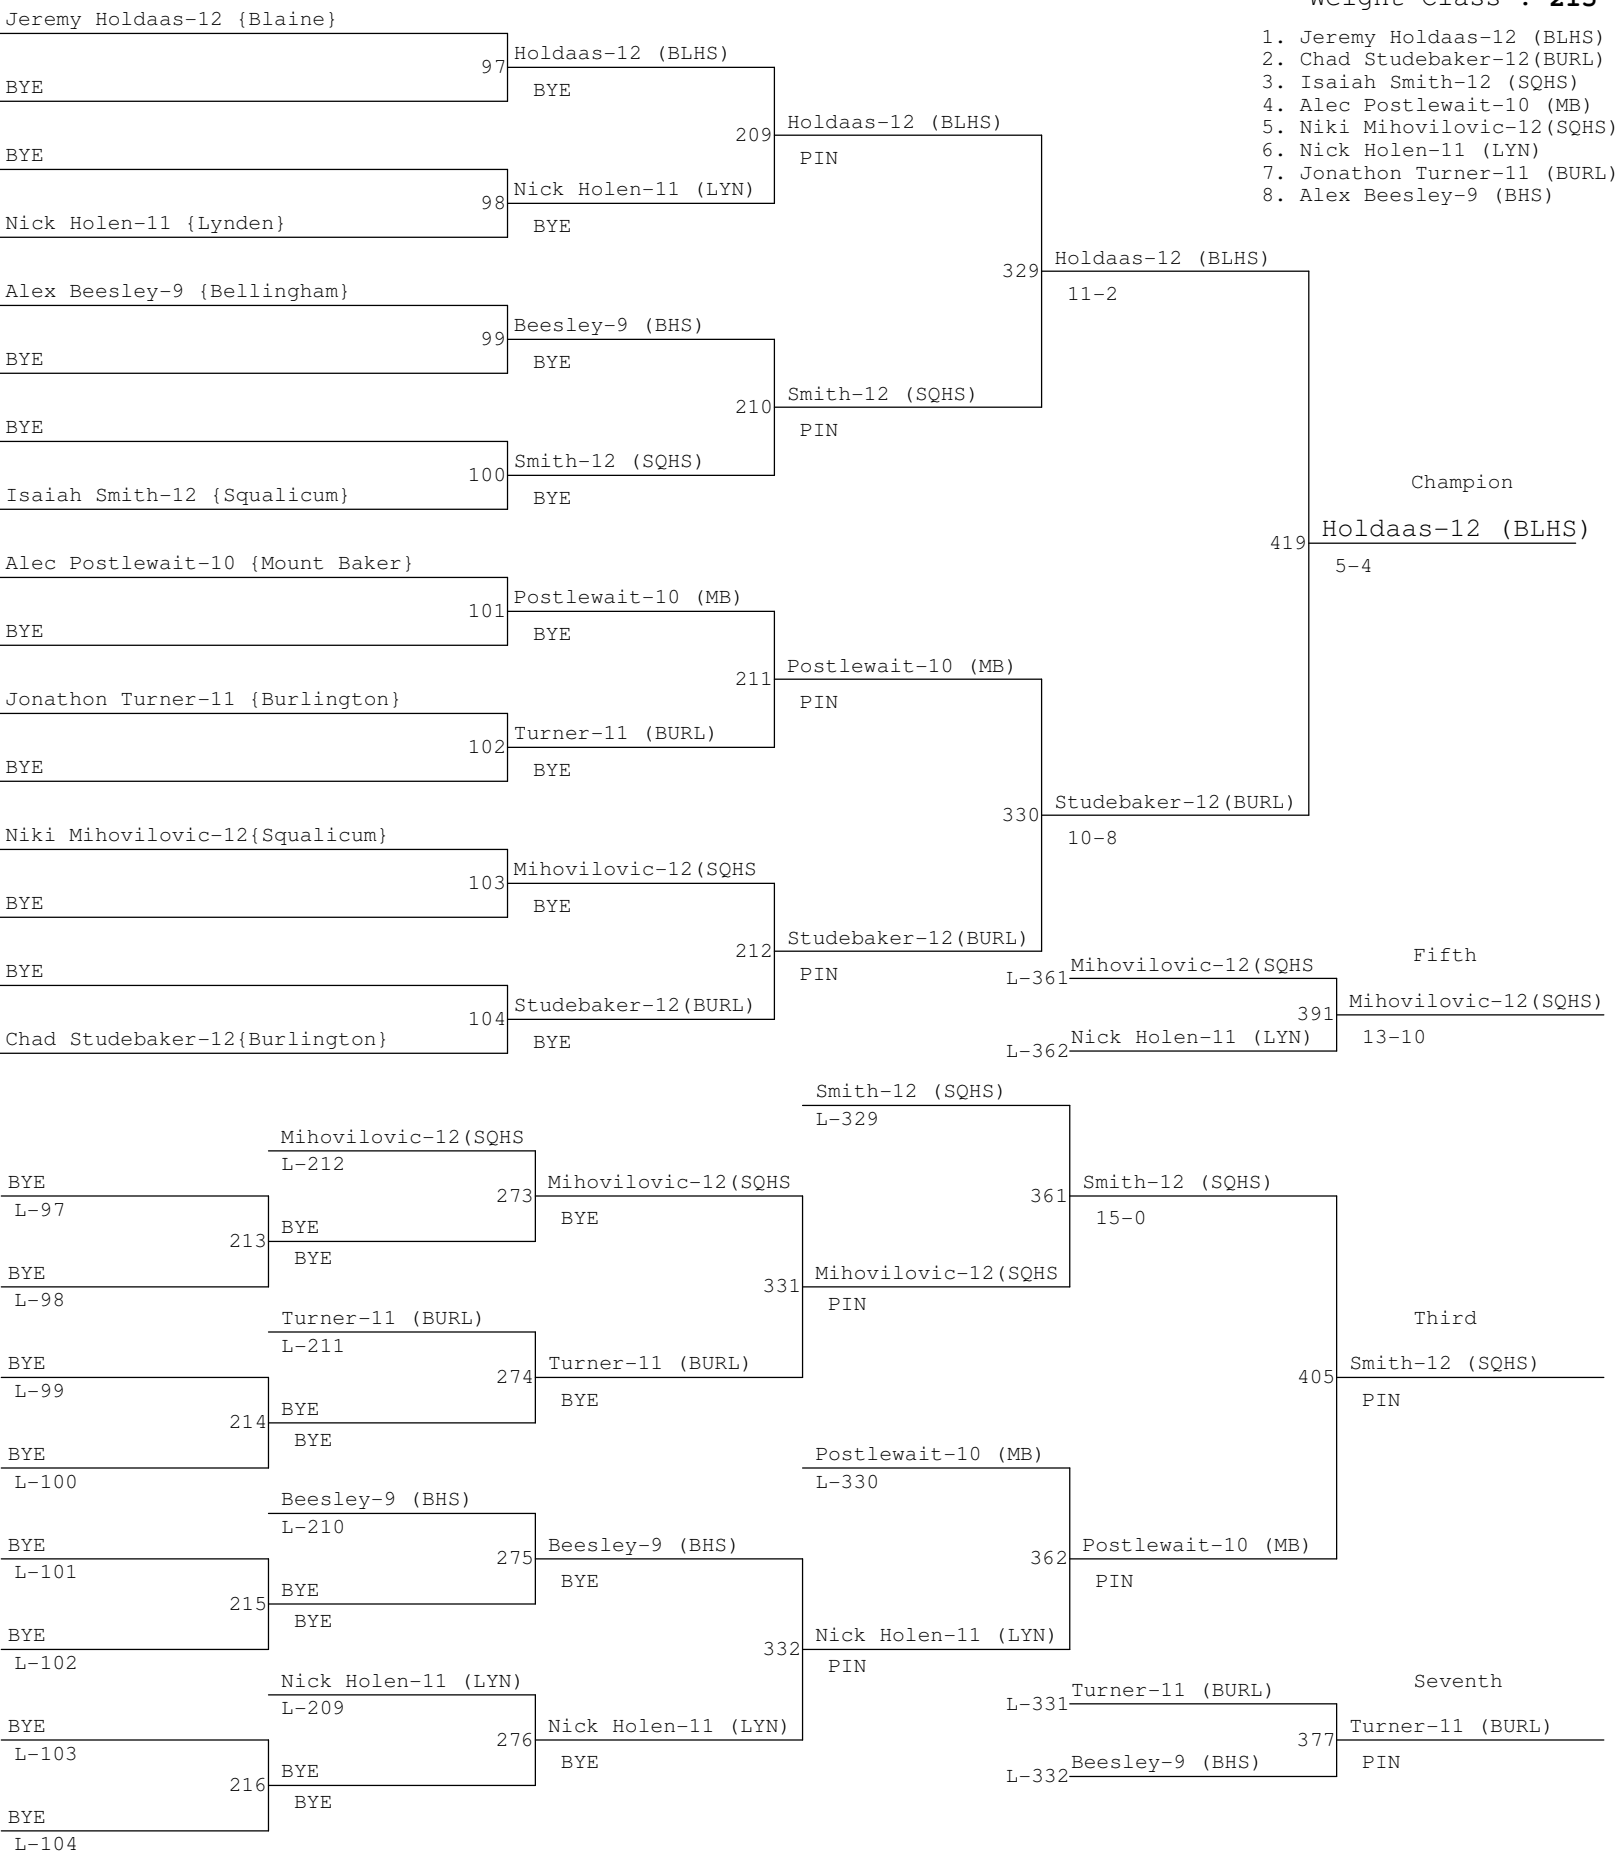 Weight Class : 215
1. Jeremy Holdaas-12 (BLHS)
2. Chad Studebaker-12(BURL)
3. Isaiah Smith-12 (SQHS)
4. Alec Postlewait-10 (MB)
5. Niki Mihovilovic-12(SQHS)
6. Nick Holen-11 (LYN)
7. Jonathon Turner-11 (BURL)
8. Alex Beesley-9 (BHS)
Jeremy Holdaas-12 {Blaine}
97
BYE
Holdaas-12 (BLHS)
BYE
BYE
98
Nick Holen-11 {Lynden}
Nick Holen-11 (LYN)
BYE
209
Holdaas-12 (BLHS)
PIN
Alex Beesley-9 {Bellingham}
99
BYE
Beesley-9 (BHS)
BYE
BYE
100
Isaiah Smith-12 {Squalicum}
Smith-12 (SQHS)
BYE
210
Smith-12 (SQHS)
PIN
329
Holdaas-12 (BLHS)
11-2
Alec Postlewait-10 {Mount Baker}
101
BYE
Postlewait-10 (MB)
BYE
Jonathon Turner-11 {Burlington}
102
BYE
Turner-11 (BURL)
BYE
211
Postlewait-10 (MB)
PIN
Niki Mihovilovic-12{Squalicum}
103
BYE
Mihovilovic-12(SQHS
BYE
BYE
104
Chad Studebaker-12{Burlington}
Studebaker-12(BURL)
BYE
212
Studebaker-12(BURL)
PIN
330
Studebaker-12(BURL)
10-8
Champion
419
Holdaas-12 (BLHS)
5-4
Fifth
L-361
Mihovilovic-12(SQHS
391
L-362
Nick Holen-11 (LYN)
Mihovilovic-12(SQHS)
13-10
BYE
L-97
213
BYE
L-98
Mihovilovic-12(SQHS
L-212
273
BYE
BYE
Mihovilovic-12(SQHS
BYE
BYE
L-99
214
BYE
L-100
Turner-11 (BURL)
L-211
274
BYE
BYE
Turner-11 (BURL)
BYE
331
Mihovilovic-12(SQHS
PIN
Smith-12 (SQHS)
L-329
361
Smith-12 (SQHS)
15-0
BYE
L-101
215
BYE
L-102
Beesley-9 (BHS)
L-210
275
BYE
BYE
Beesley-9 (BHS)
BYE
BYE
L-103
216
BYE
L-104
Nick Holen-11 (LYN)
L-209
276
BYE
BYE
Nick Holen-11 (LYN)
BYE
332
Nick Holen-11 (LYN)
PIN
Postlewait-10 (MB)
L-330
362
Postlewait-10 (MB)
PIN
Third
405
Smith-12 (SQHS)
PIN
Seventh
L-331
Turner-11 (BURL)
377
L-332
Beesley-9 (BHS)
Turner-11 (BURL)
PIN